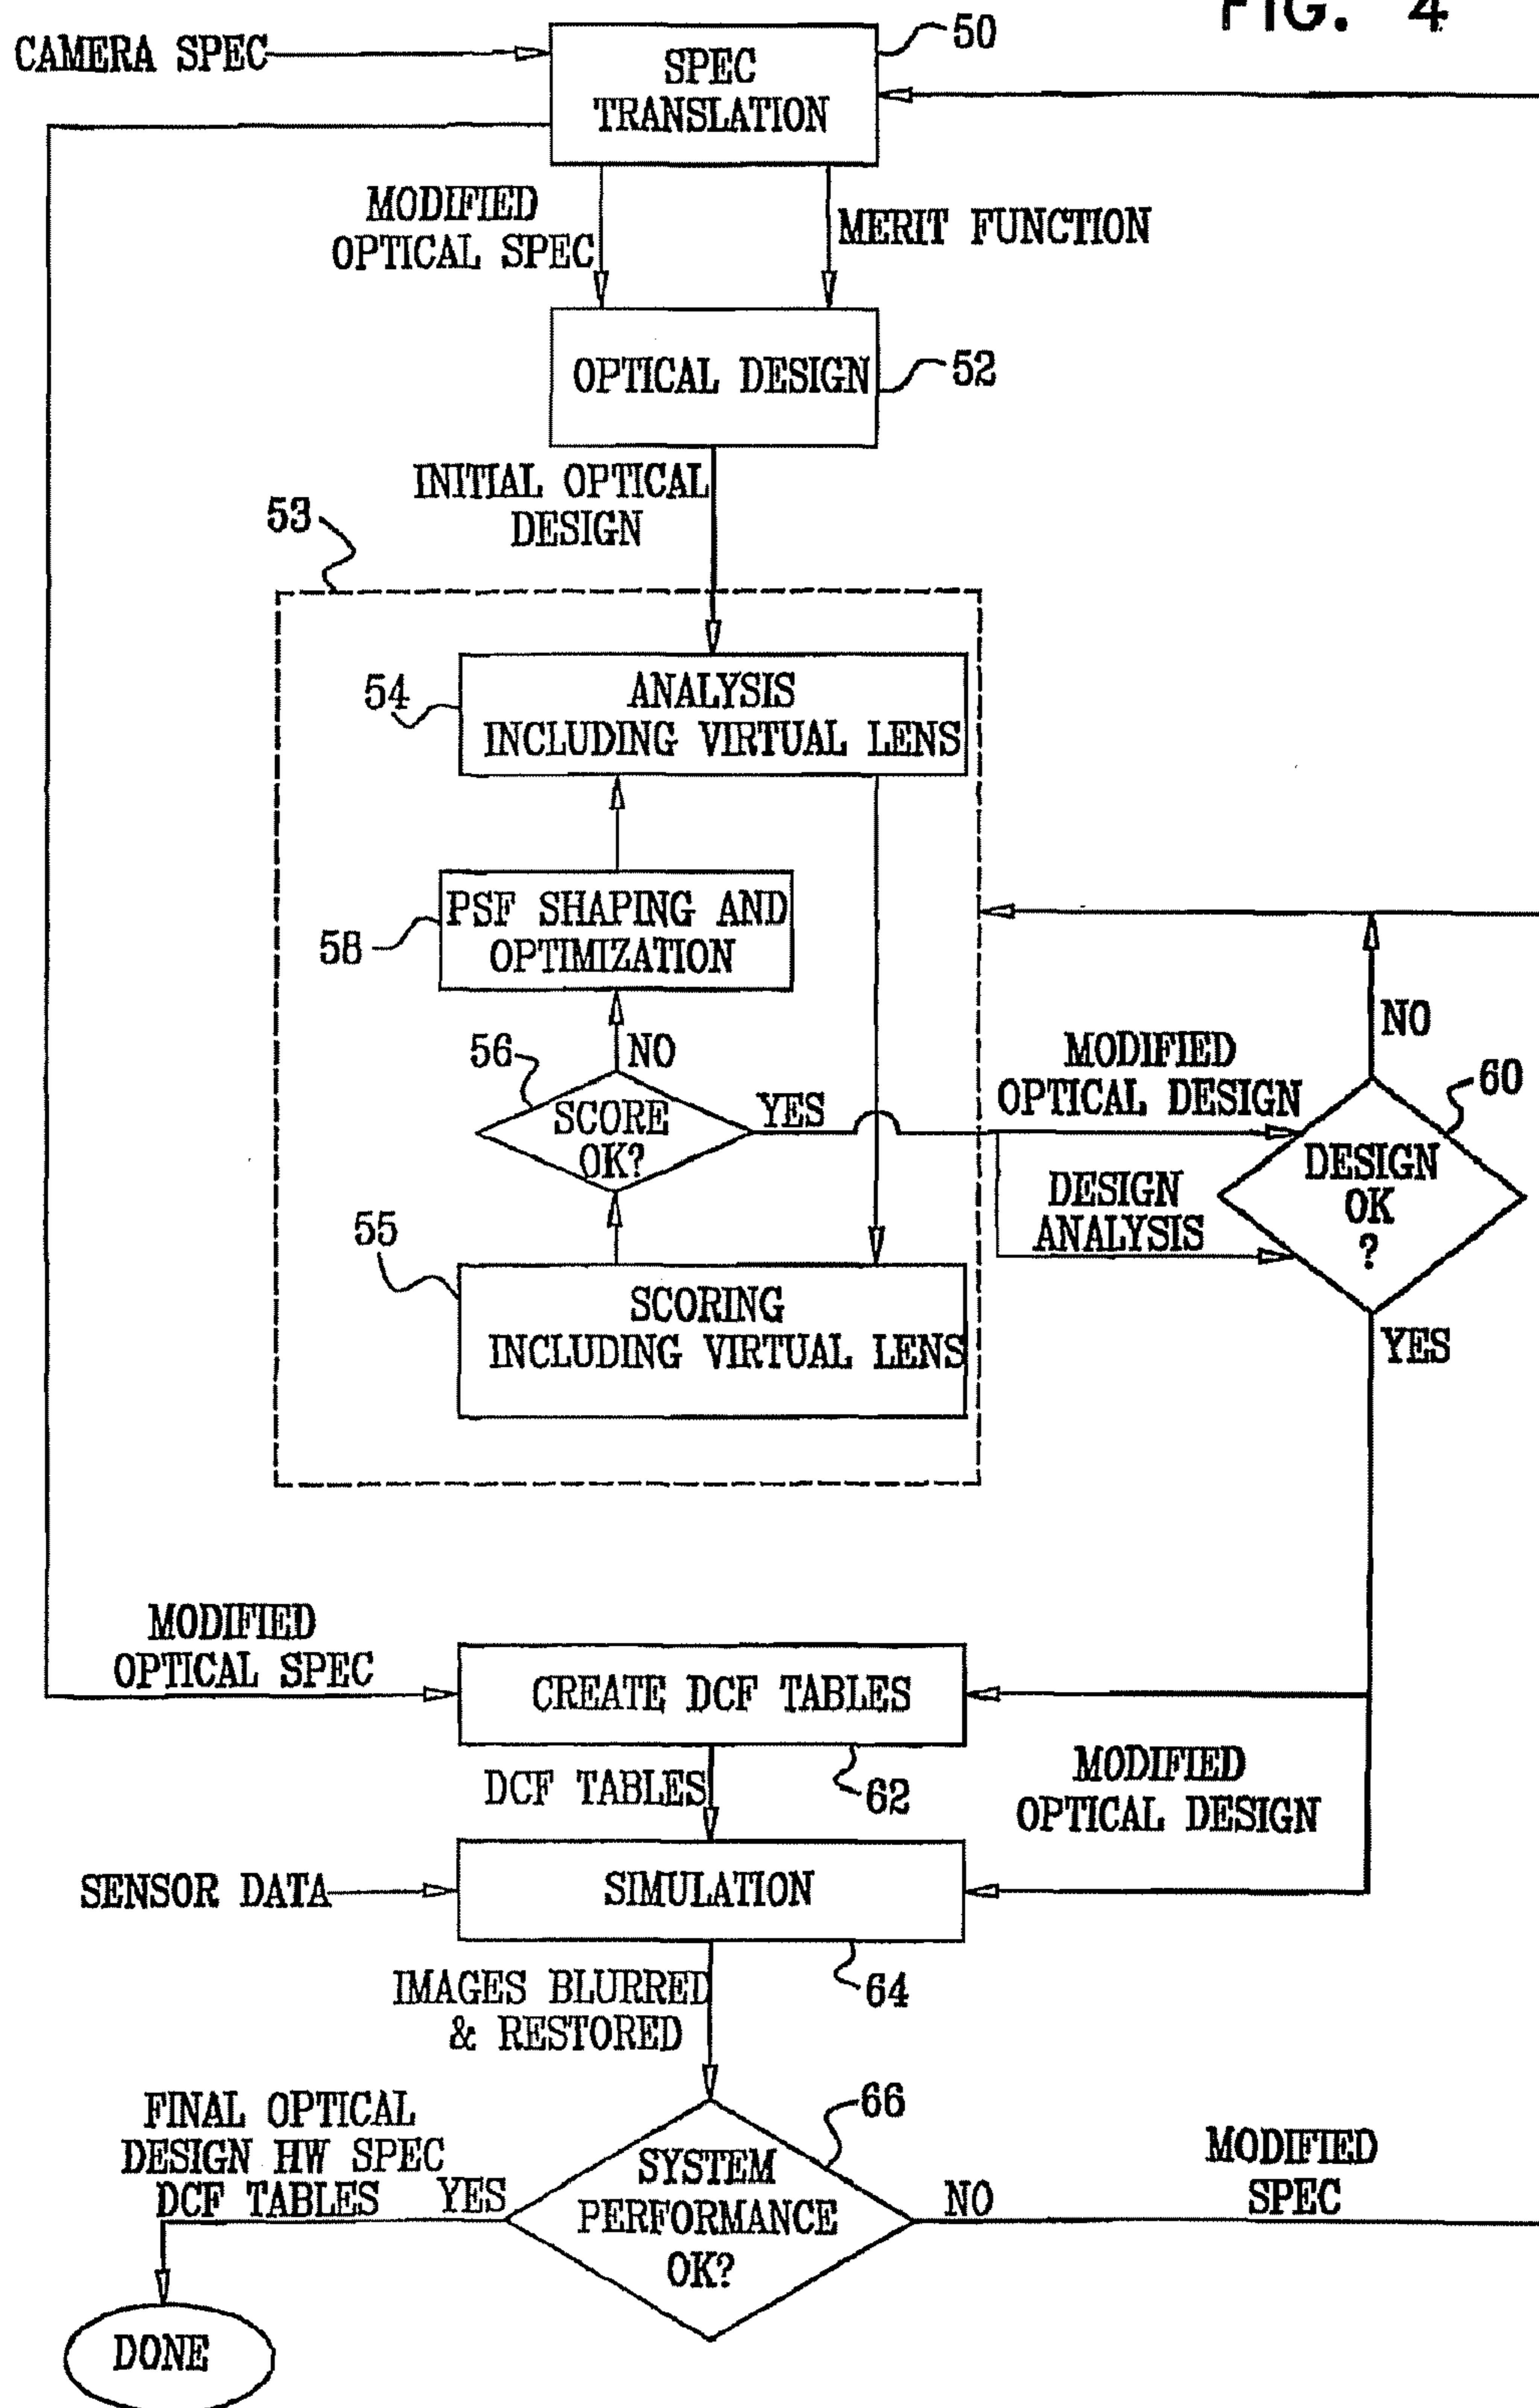 FIG. 4
CAMERA SPEC
50
SPEC
TRANSLATION
MODIFIED
OPTICAL SPEC
MERIT FUNCTION
OPTICAL DESIGN
52
INITIAL OPTICAL
DESIGN
53
54
ANALYSIS
INCLUDING VIRTUAL LENS
PSF SHAPING AND
OPTIMIZATION
58
NO
56
SCORE
OK?
YES
MODIFIED
OPTICAL DESIGN
NO
60
DESIGN
OK
?
DESIGN
ANALYSIS
55
SCORING
INCLUDING VIRTUAL LENS
YES
MODIFIED
OPTICAL SPEC
CREATE DCF TABLES
62
DCF TABLES
MODIFIED
OPTICAL DESIGN
SENSOR DATA
SIMULATION
64
IMAGES BLURRED
& RESTORED
66
FINAL OPTICAL
DESIGN HW SPEC
DCF TABLES
YES
SYSTEM
PERFORMANCE
OK?
NO
MODIFIED
SPEC
DONE